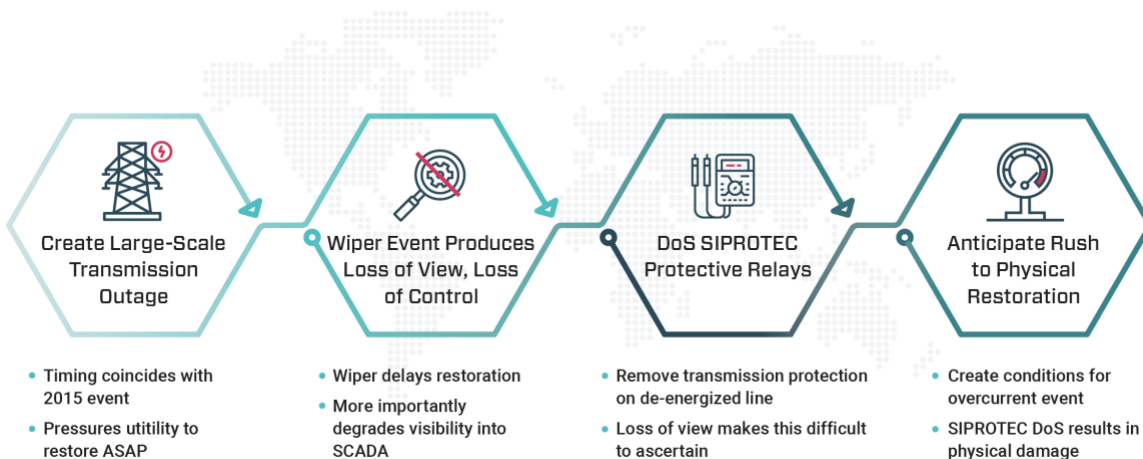 Create Large-Scale
Transmission
Outage
Wiper Event Produces
Loss of View, Loss
of Control
DoS SIPROTEC
Protective Relays
Anticipate Rush
to Physical
Restoration
• Timing coincides with
2015 event
• Pressures utitility to
restore ASAP
• Wiper delays restoration
• More importantly
degrades visibility into
SCADA
• Remove transmission protection
on de-energized line
• Loss of view makes this difficult
to ascertain
• Create conditions for
overcurrent event
• SIPROTEC DoS results in
physical damage